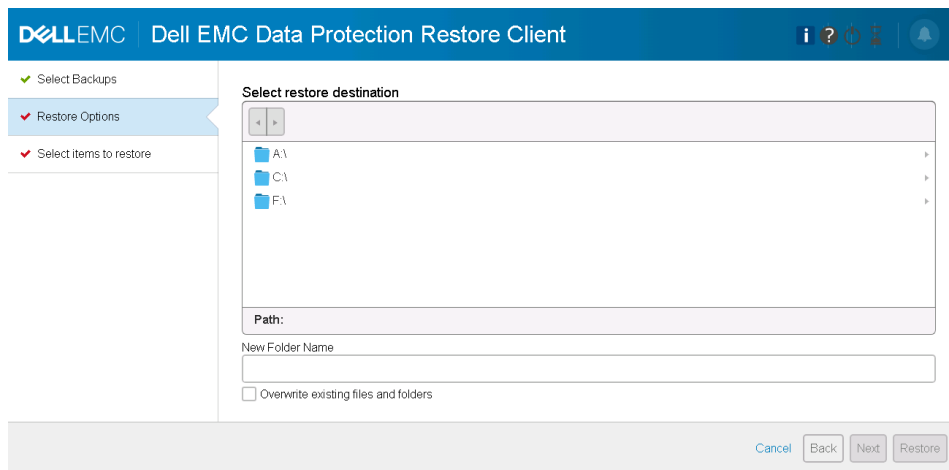 DELLEMC Dell EMC Data Protection Restore Client
Select Backups
Restore Options
Select items to restore
Select restore destination
A:\
C:\
F:\
Path:
New Folder Name
Overwrite existing files and folders
Cancel Back Next Restore